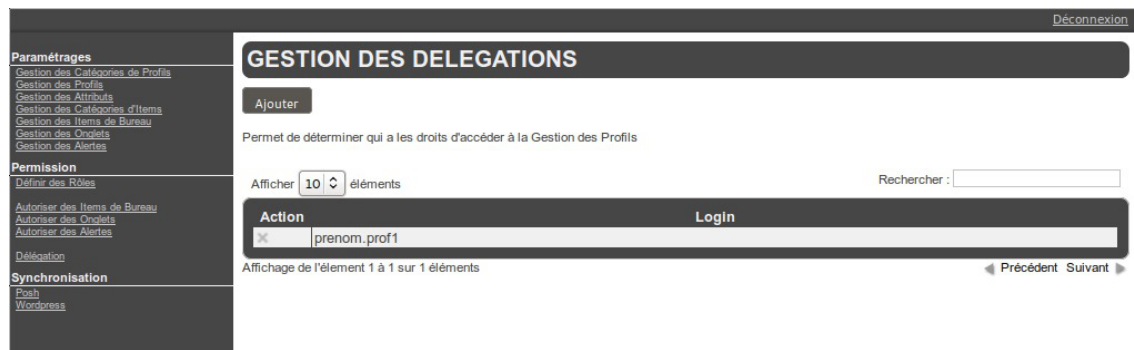 Déconnexion
Paramétrages
Gestion des Catégories de Profils
Gestion des Profils
Gestion des Attributs
Gestion des Catégories d'Items
Gestion des Items de Bureau
Gestion des Onglets
Gestion des Alertes
Permission
Définir des Rôles
Autoriser des Items de Bureau
Autoriser des Onglets
Autoriser des Alertes
Délégation
Synchronisation
Posh
Wordpress
GESTION DES DELEGATIONS
Ajouter
Permet de déterminer qui a les droits d'accéder à la Gestion des Profils
Afficher 10 éléments Rechercher :
Action Login
prenom.prof1
Affichage de l'élement 1 à 1 sur 1 éléments Précédent Suivant